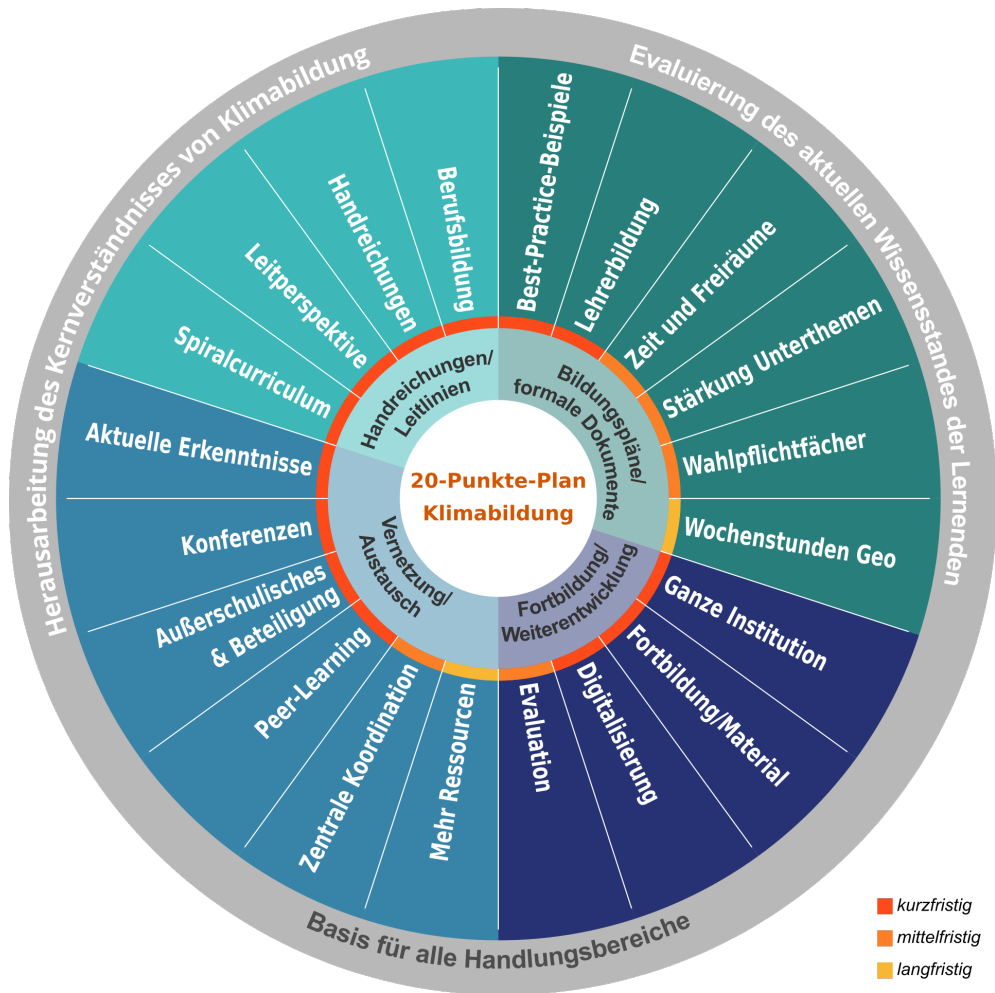 Herausarbeitung des Kernverständnisses von Klimabildung
Evaluierung des aktuellen Wissensstandes der Lernenden
Basis für alle Handlungsbereiche
20-Punkte-Plan
Klimabildung
Bildungspläne/
formale Dokumente
Best-Practice-Beispiele
Lehrerbildung
Zeit und Freiräume
Stärkung Unterthemen
Wahlpflichtfächer
Wochenstunden Geo
Fortbildung/
Weiterentwicklung
Ganze Institution
Fortbildung/Material
Digitalisierung
Evaluation
Vernetzung/
Austausch
Mehr Ressourcen
Zentrale Koordination
Peer-Learning
Außerschulisches
& Beteiligung
Konferenzen
Aktuelle Erkenntnisse
Handreichungen/
Leitlinien
Spiralcurriculum
Leitperspektive
Handreichungen
Berufsbildung
kurzfristig
mittelfristig
langfristig